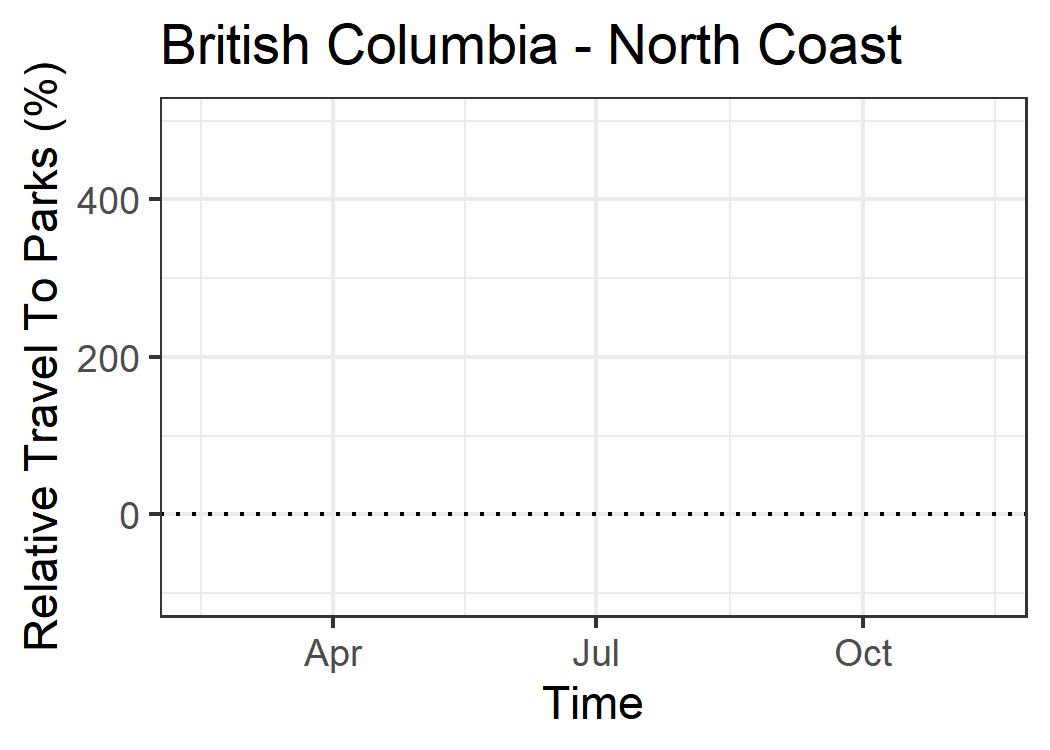 British Columbia - North Coast
Relative Travel To Parks (%)
400
200
0
Apr
Jul
Oct
Time